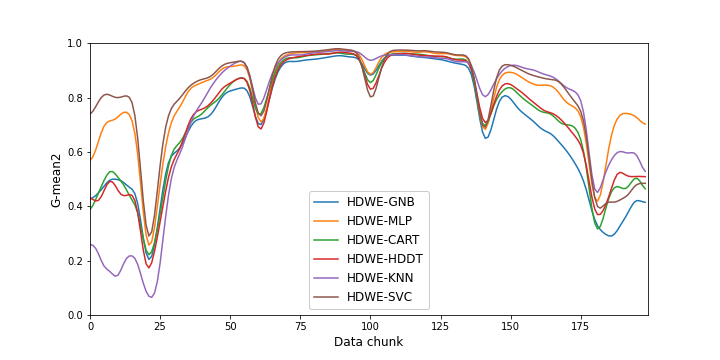 1.0
0.8
0.6
0.4
0.2
0.0
G-mean2
HDWE-GNB
HDWE-MLP
HDWE-CART
HDWE-HDDT
HDWE-KNN
HDWE-SVC
0 25 50 75 100 125 150 175
Data chunk